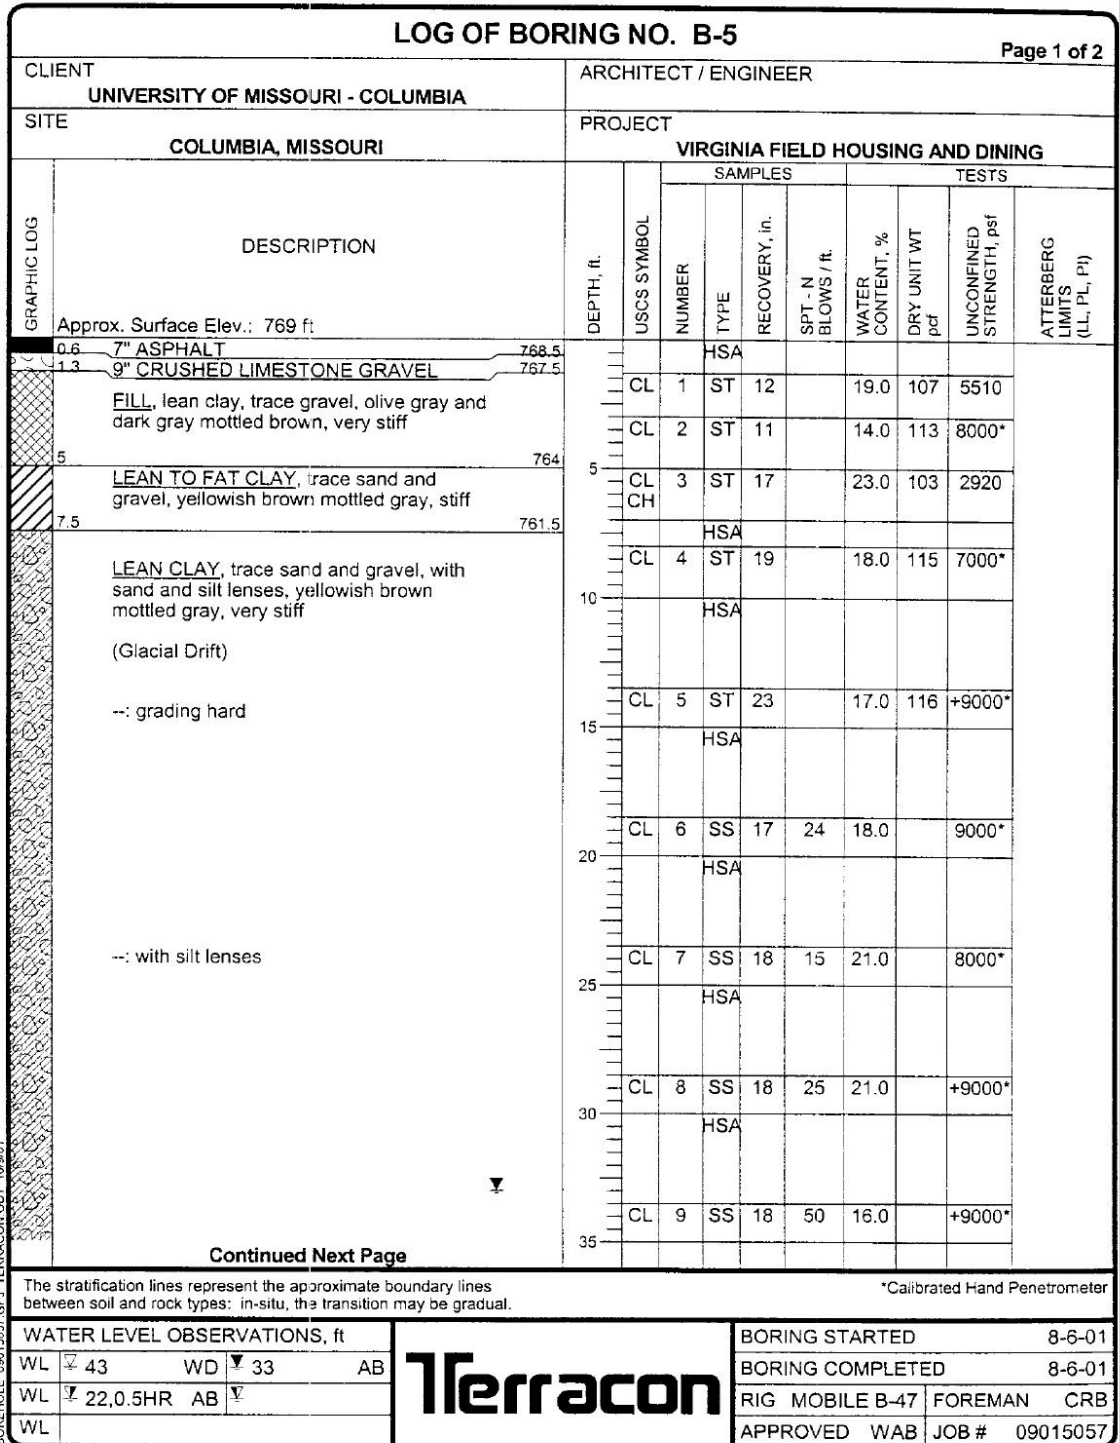 LOG OF BORING NO. B-5
Page 1 of 2
CLIENT
UNIVERSITY OF MISSOURI - COLUMBIA
ARCHITECT / ENGINEER
SITE
COLUMBIA, MISSOURI
PROJECT
VIRGINIA FIELD HOUSING AND DINING
SAMPLES
TESTS
GRAPHIC LOG
DESCRIPTION
DEPTH, ft.
USCS SYMBOL
NUMBER
TYPE
RECOVERY, in.
SPT - N
BLOWS / ft.
WATER
CONTENT, %
DRY UNIT WT
pcf
UNCONFINED
STRENGTH, psf
ATTERBERG
LIMITS
(LL, PL, PI)
Approx. Surface Elev.: 769 ft
0.6 7" ASPHALT 768.5
HSA
1.3 9" CRUSHED LIMESTONE GRAVEL 767.5
CL 1 ST 12 19.0 107 5510
FILL, lean clay, trace gravel, olive gray and
dark gray mottled brown, very stiff
CL 2 ST 11 14.0 113 8000*
5 764
5
LEAN TO FAT CLAY, trace sand and
gravel, yellowish brown mottled gray, stiff
CL 3 ST 17 23.0 103 2920
CH
7.5 761.5
HSA
CL 4 ST 19 18.0 115 7000*
LEAN CLAY, trace sand and gravel, with
sand and silt lenses, yellowish brown
mottled gray, very stiff
10
HSA
(Glacial Drift)
CL 5 ST 23 17.0 116 +9000*
--: grading hard
15
HSA
CL 6 SS 17 24 18.0 9000*
20
HSA
--: with silt lenses
CL 7 SS 18 15 21.0 8000*
25
HSA
CL 8 SS 18 25 21.0 +9000*
30
HSA
CL 9 SS 18 50 16.0 +9000*
35
Continued Next Page
The stratification lines represent the approximate boundary lines
between soil and rock types: in-situ, the transition may be gradual.
*Calibrated Hand Penetrometer
WATER LEVEL OBSERVATIONS, ft
WL 43 WD 33 AB
WL 22,0.5HR AB
WL
Terracon
BORING STARTED 8-6-01
BORING COMPLETED 8-6-01
RIG MOBILE B-47 FOREMAN CRB
APPROVED WAB JOB # 09015057